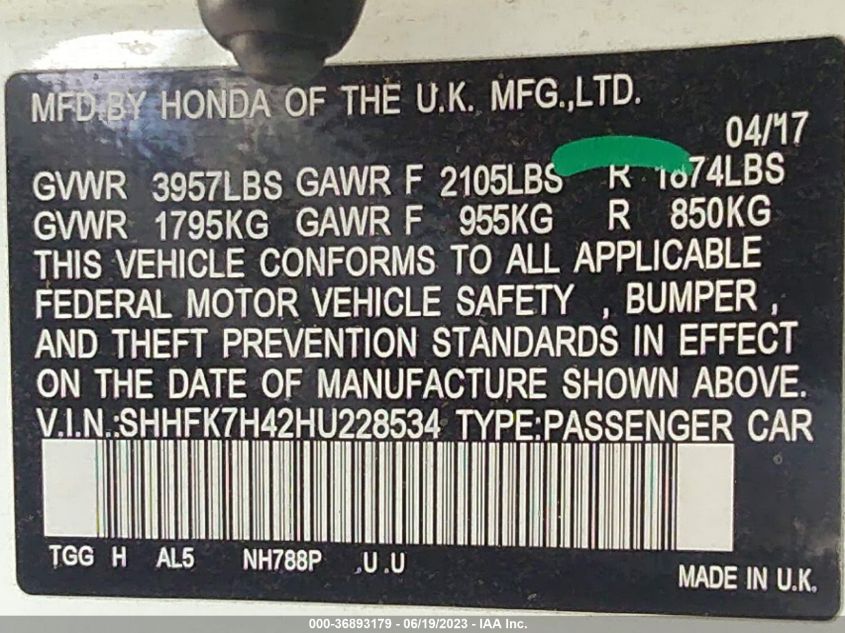 MFD.BY HONDA OF THE U.K. MFG.,LTD.
04/17
GVWR 3957LBS GAWR F 2105LBS R 1874LBS
GVWR 1795KG GAWR F 955KG R 850KG
THIS VEHICLE CONFORMS TO ALL APPLICABLE
FEDERAL MOTOR VEHICLE SAFETY , BUMPER ,
AND THEFT PREVENTION STANDARDS IN EFFECT
ON THE DATE OF MANUFACTURE SHOWN ABOVE.
V.I.N.:SHHFK7H42HU228534 TYPE:PASSENGER CAR
TGG H AL5 NH788P .U.U
MADE IN U.K.
000-36893179 - 06/19/2023 - IAA Inc.